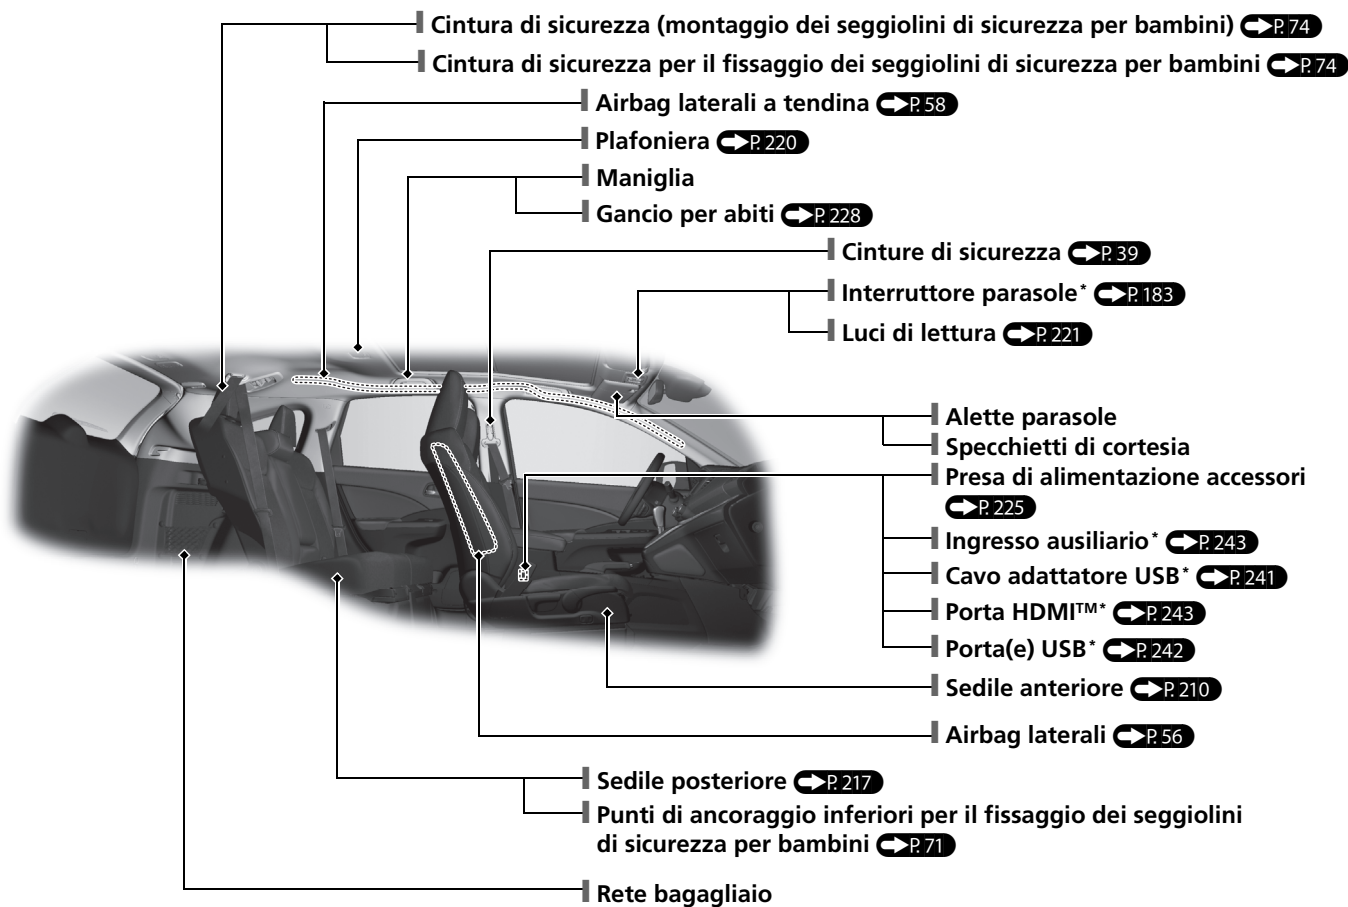 Cintura di sicurezza (montaggio dei seggiolini di sicurezza per bambini) P. 74
Cintura di sicurezza per il fissaggio dei seggiolini di sicurezza per bambini P. 74
Airbag laterali a tendina P. 58
Plafoniera P. 220
Maniglia
Gancio per abiti P. 228
Cinture di sicurezza P. 39
Interruttore parasole* P. 183
Luci di lettura P. 221
Alette parasole
Specchietti di cortesia
Presa di alimentazione accessori
P. 225
Ingresso ausiliario* P. 243
Cavo adattatore USB* P. 241
Porta HDMI™* P. 243
Porta(e) USB* P. 242
Sedile anteriore P. 210
Airbag laterali P. 56
Sedile posteriore P. 217
Punti di ancoraggio inferiori per il fissaggio dei seggiolini
di sicurezza per bambini P. 71
Rete bagagliaio